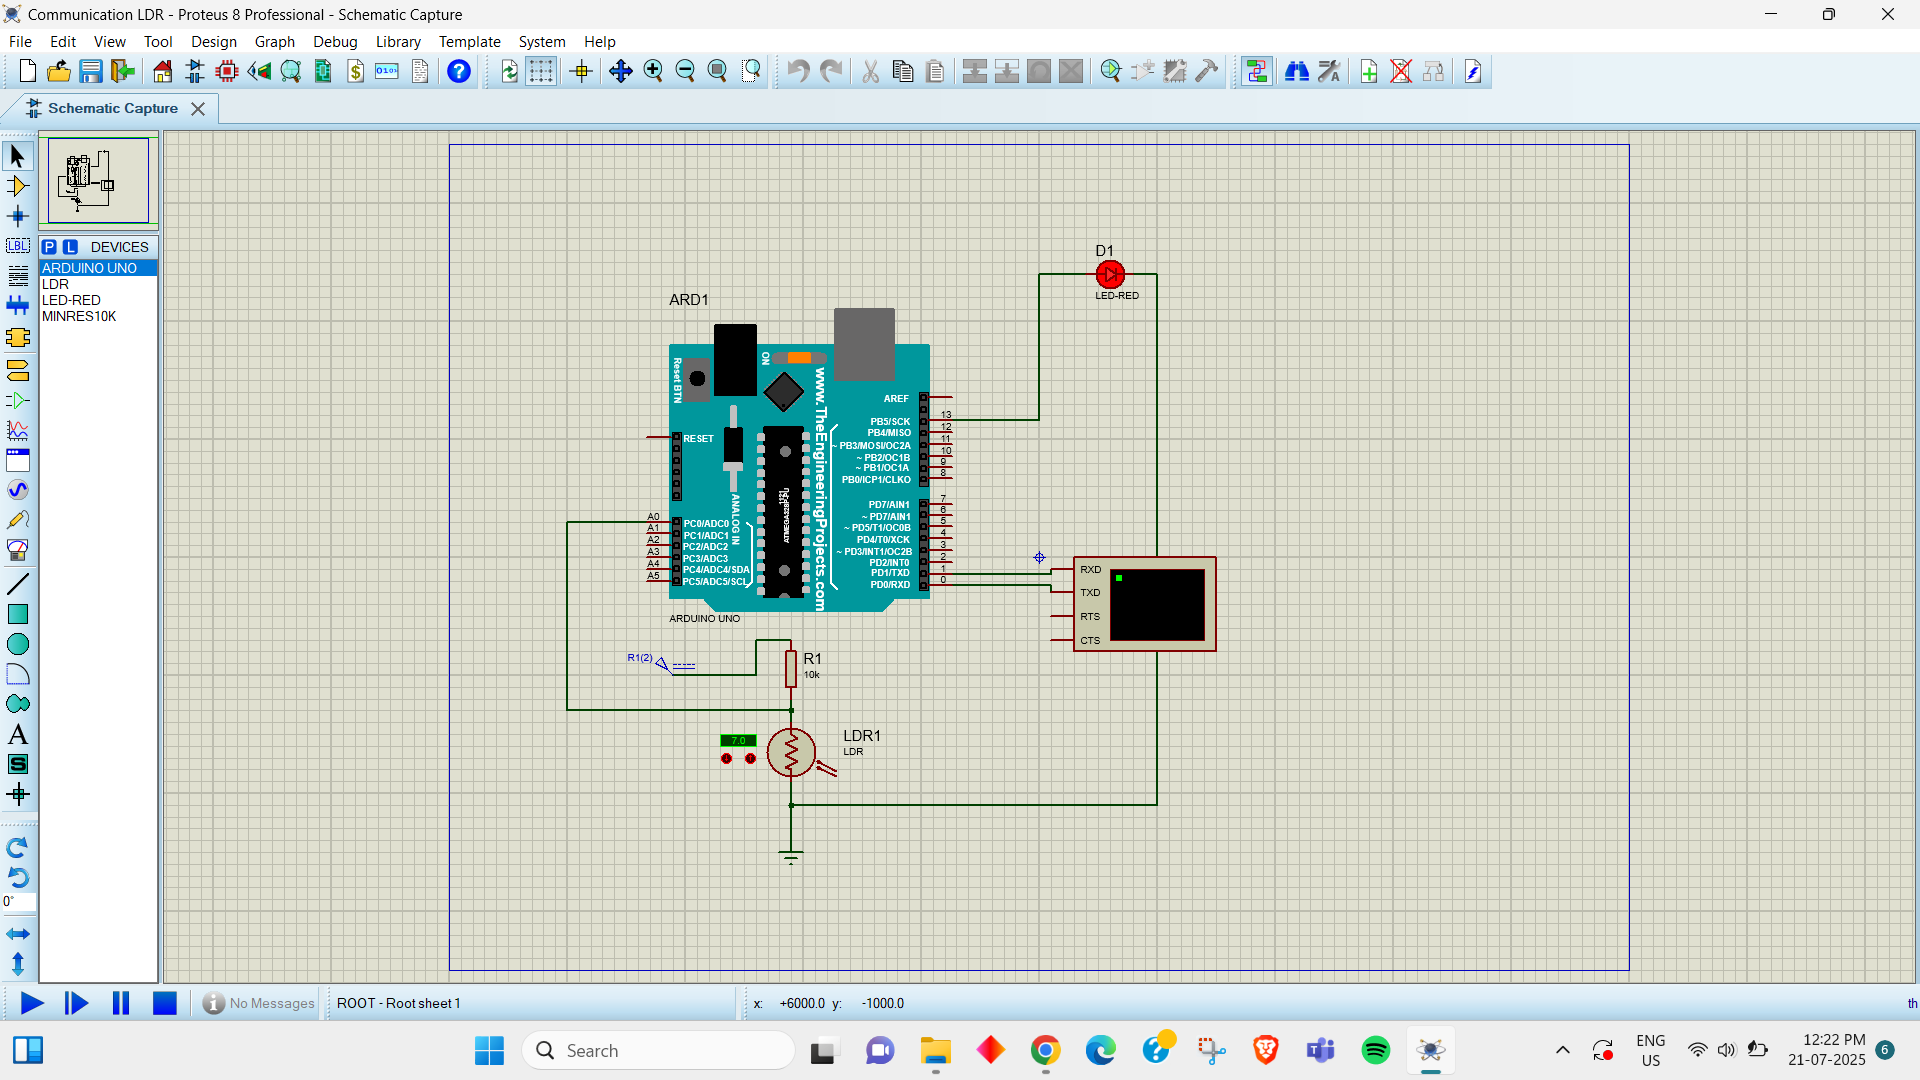 Communication LDR - Proteus 8 Professional - Schematic Capture
File Edit View Tool Design Graph Debug Library Template System Help
Schematic Capture
P L DEVICES
ARDUINO UNO
LDR
LED-RED
MINRES10K
LBL
A
S
0°
D1
LED-RED
ARD1
Reset BTN
ON
www.TheEngineeringProjects.com
RESET
ANALOG IN
ATMEGA328P-PU
1121
AREF
PB5/SCK 13
PB4/MISO 12
~ PB3/MOSI/OC2A 11
~ PB2/OC1B 10
~ PB1/OC1A 9
PB0/ICP1/CLKO 8
PD7/AIN1 7
~ PD7/AIN1 6
~ PD5/T1/OC0B 5
PD4/T0/XCK 4
~ PD3/INT1/OC2B 3
PD2/INT0 2
PD1/TXD 1
PD0/RXD 0
A0 PC0/ADC0
A1 PC1/ADC1
A2 PC2/ADC2
A3 PC3/ADC3
A4 PC4/ADC4/SDA
A5 PC5/ADC5/SCL
ARDUINO UNO
RXD
TXD
RTS
CTS
R1(2)
R1
10k
7.0
LDR1
LDR
No Messages
ROOT - Root sheet 1
x: +6000.0 y: -1000.0
th
Search
ENG
US
12:22 PM
21-07-2025
6